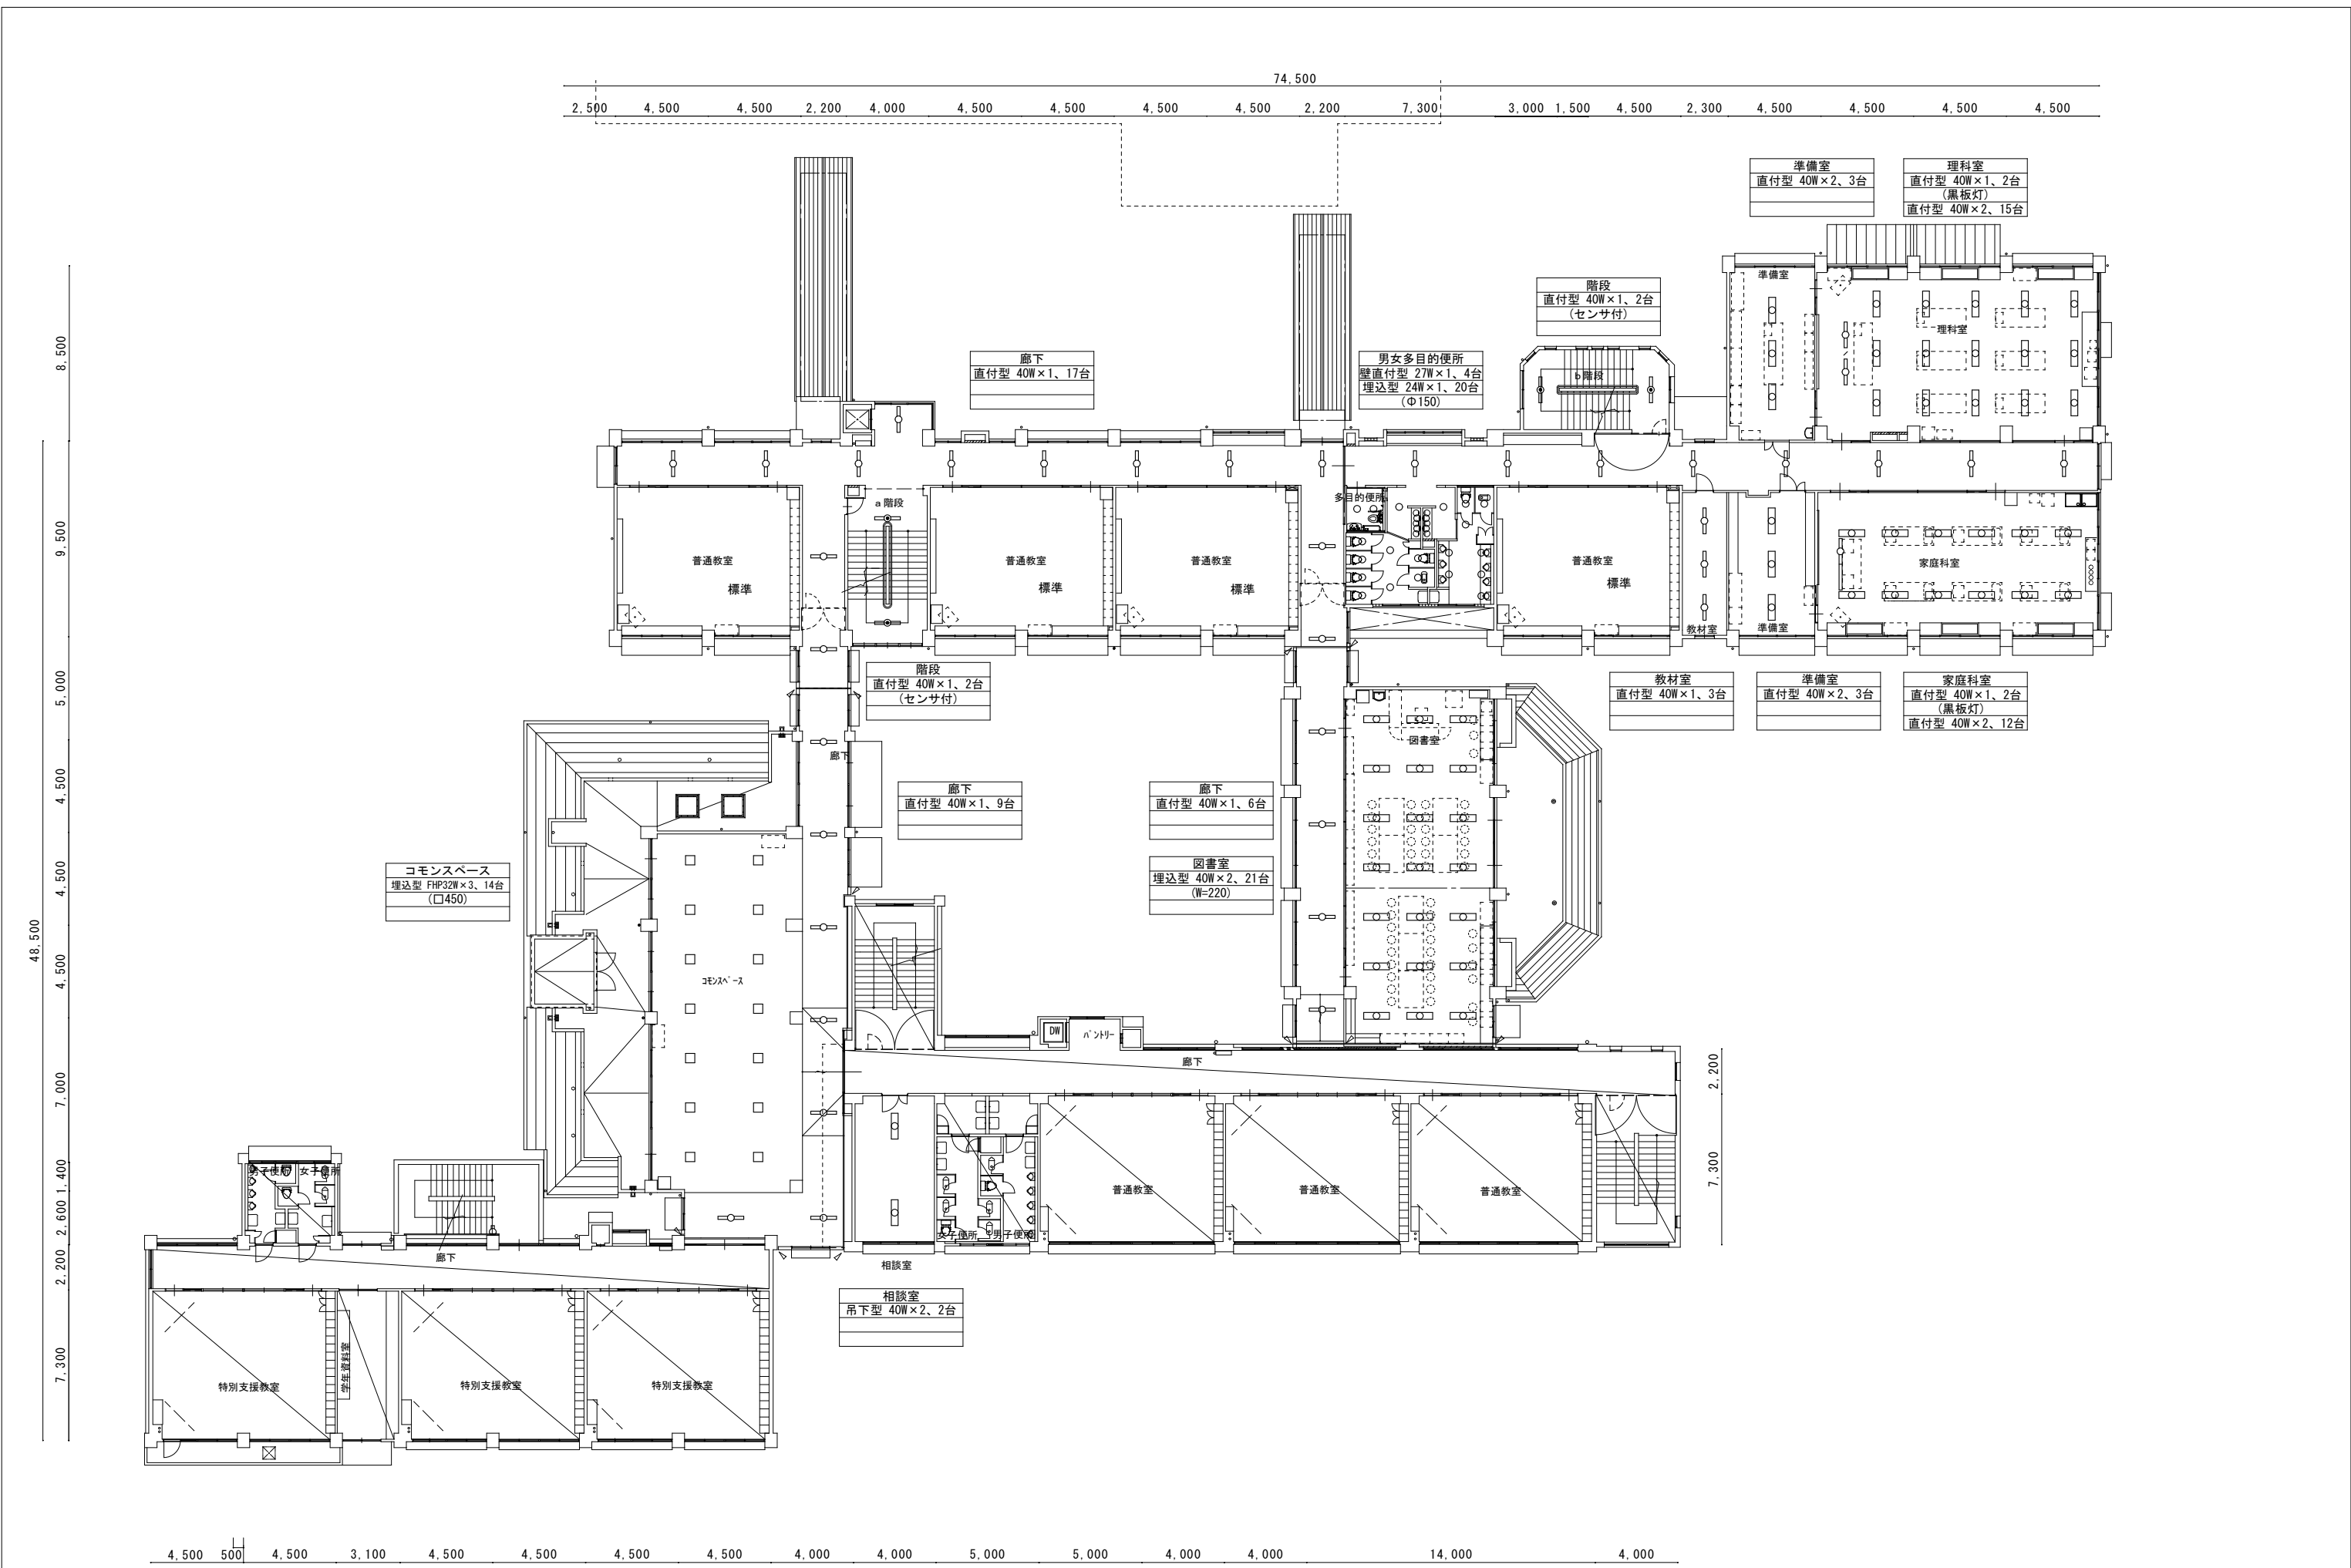 74,500
2,500 4,500 4,500 2,200 4,000 4,500 4,500 4,500 4,500 2,200 7,300 3,000 1,500 4,500 2,300 4,500 4,500 4,500 4,500
準備室
直付型 40W×2、3台
理科室
直付型 40W×1、2台
(黒板灯)
直付型 40W×2、15台
階段
直付型 40W×1、2台
(センサ付)
廊下
直付型 40W×1、17台
男女多目的便所
壁直付型 27W×1、4台
埋込型 24W×1、20台
(Φ150)
準備室
理科室
b階段
8,500
a階段
多目的便所
普通教室
標準
普通教室
標準
普通教室
標準
普通教室
標準
家庭科室
教材室
準備室
9,500
階段
直付型 40W×1、2台
(センサ付)
教材室
直付型 40W×1、3台
準備室
直付型 40W×2、3台
家庭科室
直付型 40W×1、2台
(黒板灯)
直付型 40W×2、12台
5,000
廊下
図書室
廊下
直付型 40W×1、9台
廊下
直付型 40W×1、6台
4,500
コモンスペース
埋込型 FHP32W×3、14台
(□450)
図書室
埋込型 40W×2、21台
(W=220)
4,500
48,500
4,500
コモンスペース
DW
パントリー
廊下
7,000
2,200
男子便所 女子便所
普通教室
普通教室
普通教室
7,300
1,400
2,600
女子便所 男子便所
廊下
相談室
2,200
相談室
吊下型 40W×2、2台
7,300
特別支援教室
学年資料室
特別支援教室
特別支援教室
4,500 500 4,500 3,100 4,500 4,500 4,500 4,500 4,000 4,000 5,000 5,000 4,000 4,000 14,000 4,000